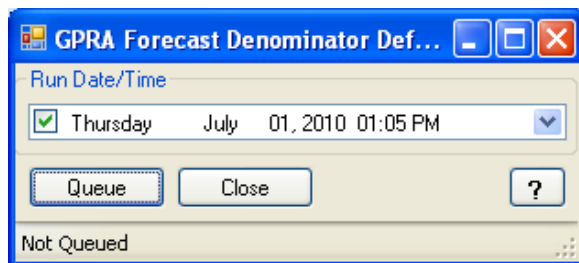 GPRA Forecast Denominator Def...
Run Date/Time
Thursday July 01, 2010 01:05 PM
Queue Close ?
Not Queued